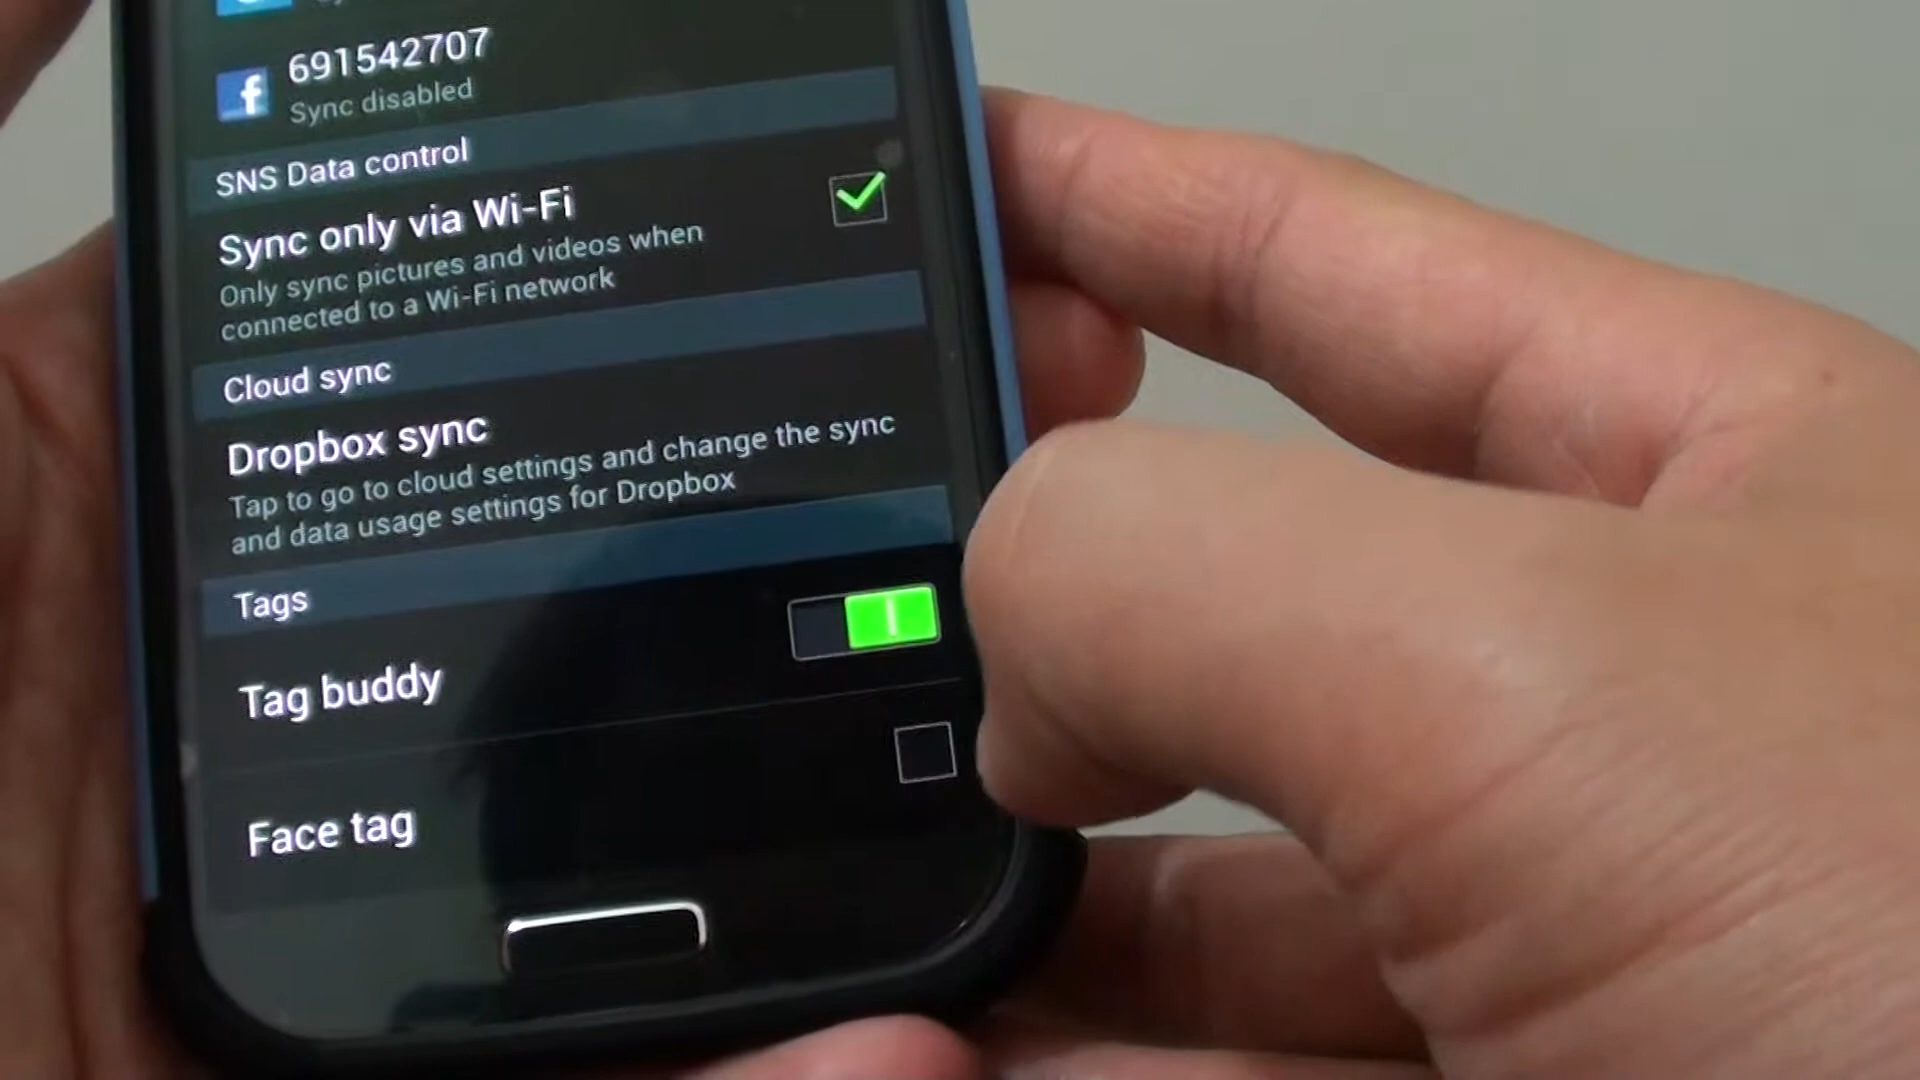 691542707
Sync disabled
SNS Data control
Sync only via Wi-Fi
Only sync pictures and videos when
connected to a Wi-Fi network
Cloud sync
Dropbox sync
Tap to go to cloud settings and change the sync
and data usage settings for Dropbox
Tags
Tag buddy
Face tag